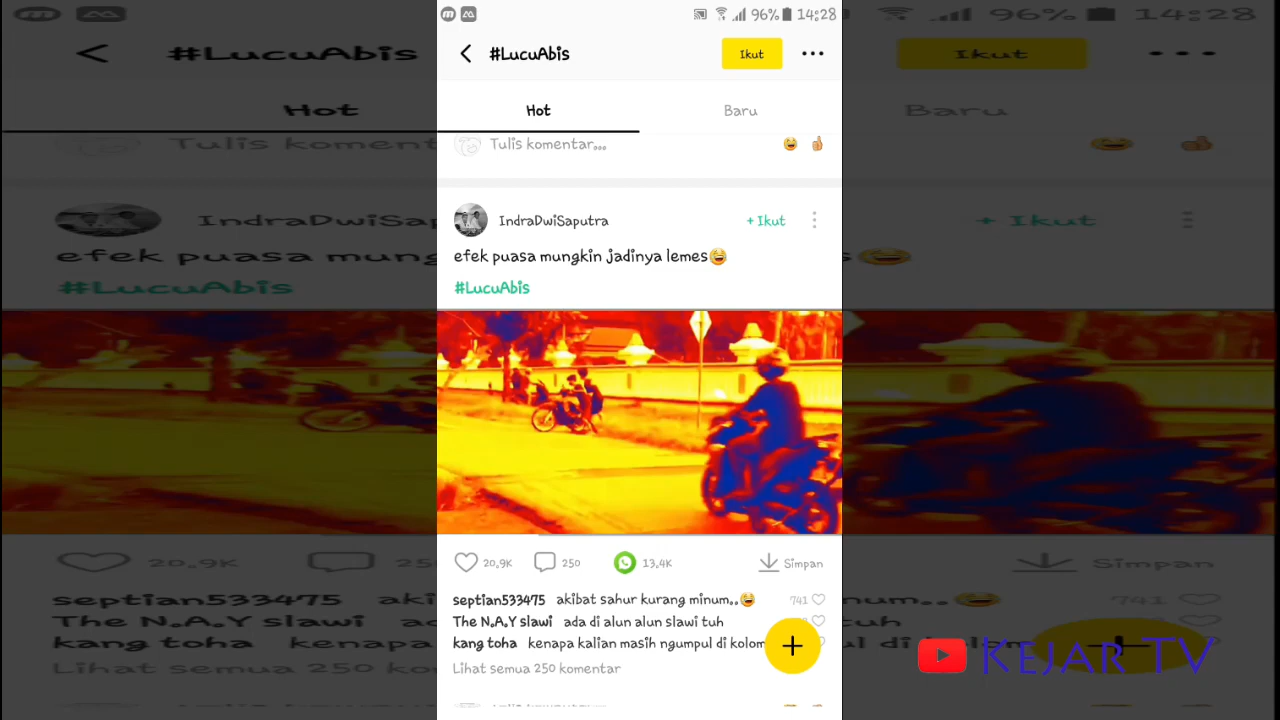 96% 14:28
#LucuAbis Ikut
Hot Baru
Tulis komentar...
IndraDwiSaputra + Ikut
efek puasa mungkin jadinya lemes😂
#LucuAbis
20,9K 250 13,4K Simpan
septian533475 akibat sahur kurang minum,,😂 741
The N.A.Y slawi ada di alun alun slawi tuh
kang toha kenapa kalian masih ngumpul di kolom
Lihat semua 250 komentar
KEJAR TV